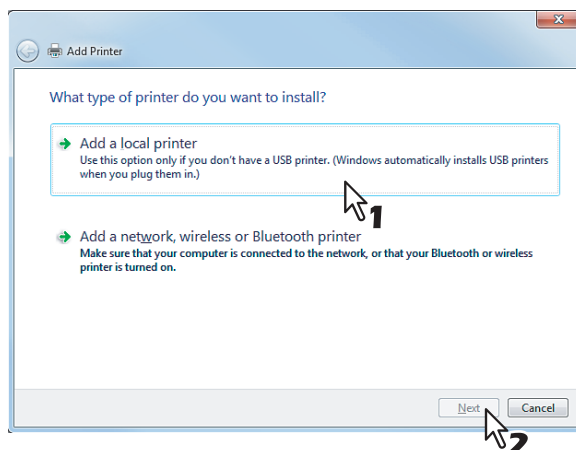 Add Printer
What type of printer do you want to install?
Add a local printer
Use this option only if you don't have a USB printer. (Windows automatically installs USB printers
when you plug them in.)
1
Add a network, wireless or Bluetooth printer
Make sure that your computer is connected to the network, or that your Bluetooth or wireless
printer is turned on.
Next
Cancel
2